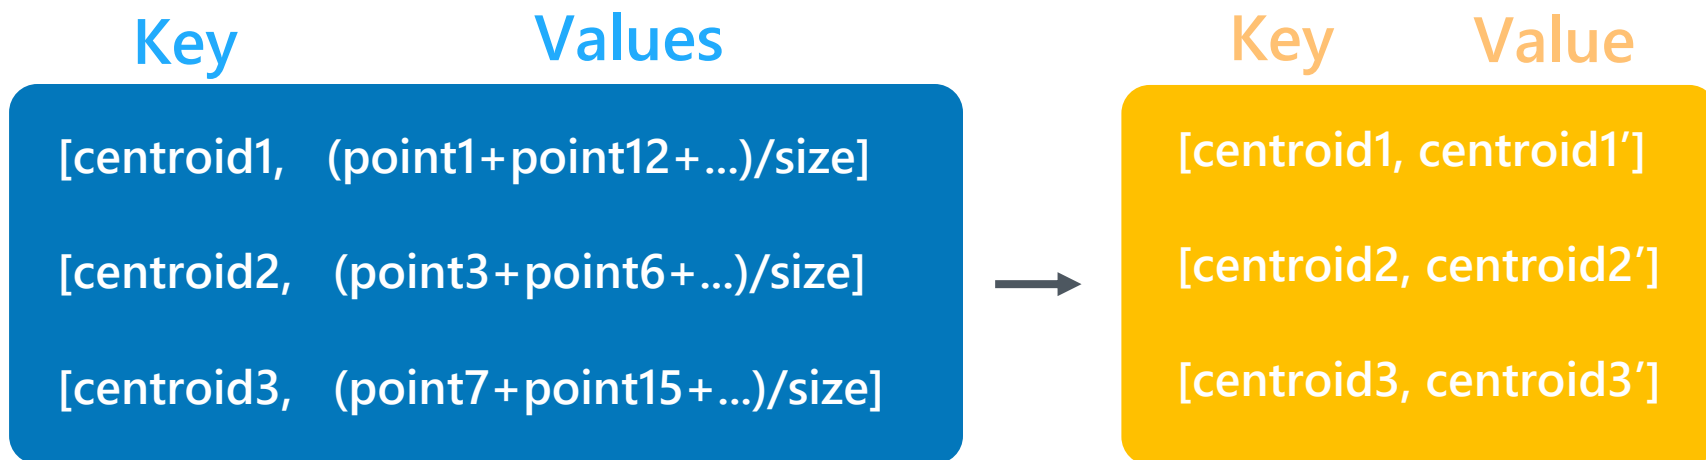 Key Values
[centroid1, (point1+point12+...)/size]
[centroid2, (point3+point6+...)/size]
[centroid3, (point7+point15+...)/size]
Key Value
[centroid1, centroid1’]
[centroid2, centroid2’]
[centroid3, centroid3’]